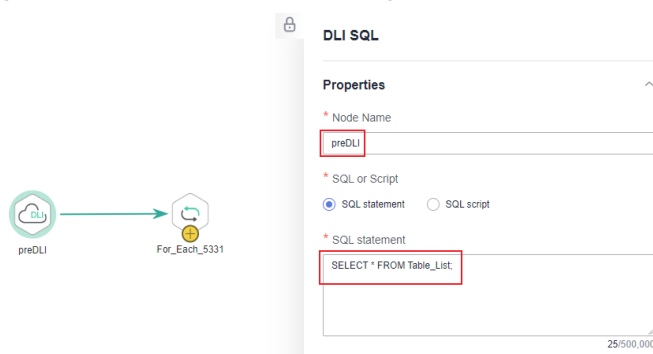 DLI SQL
Properties
* Node Name
preDLI
* SQL or Script
SQL statement
SQL script
* SQL statement
SELECT * FROM Table_List;
25/500,000
DLI
preDLI
For_Each_5331